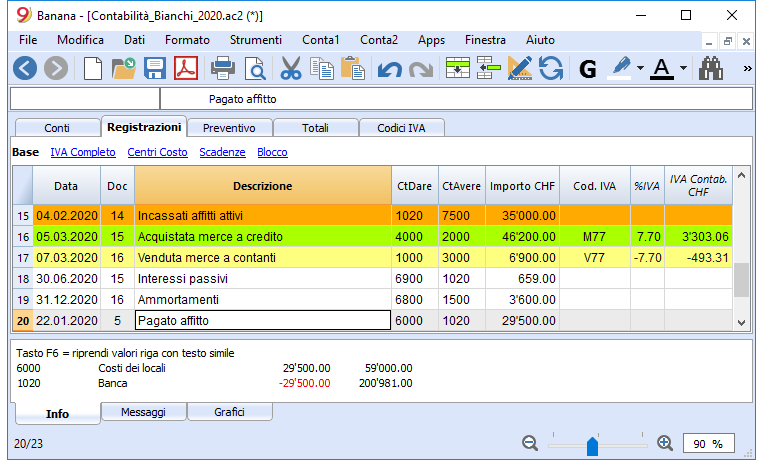 9 Banana - [Contabilità_Bianchi_2020.ac2 (*)]
File Modifica Dati Formato Strumenti Conta1 Conta2 Apps Finestra Aiuto
G A »
Pagato affitto
Conti Registrazioni Preventivo Totali Codici IVA
Base IVA Completo Centri Costo Scadenze Blocco
Data Doc Descrizione CtDare CtAvere Importo CHF Cod. IVA %IVA IVA Contab. CHF
15 04.02.2020 14 Incassati affitti attivi 1020 7500 35'000.00
16 05.03.2020 15 Acquistata merce a credito 4000 2000 46'200.00 M77 7.70 3'303.06
17 07.03.2020 16 Venduta merce a contanti 1000 3000 6'900.00 V77 -7.70 -493.31
18 30.06.2020 15 Interessi passivi 6900 1020 659.00
19 31.12.2020 16 Ammortamenti 6800 1500 3'600.00
20 22.01.2020 5 Pagato affitto 6000 1020 29'500.00
Tasto F6 = riprendi valori riga con testo simile
6000 Costi dei locali 29'500.00 59'000.00
1020 Banca -29'500.00 200'981.00
Info Messaggi Grafici
20/23 90 %